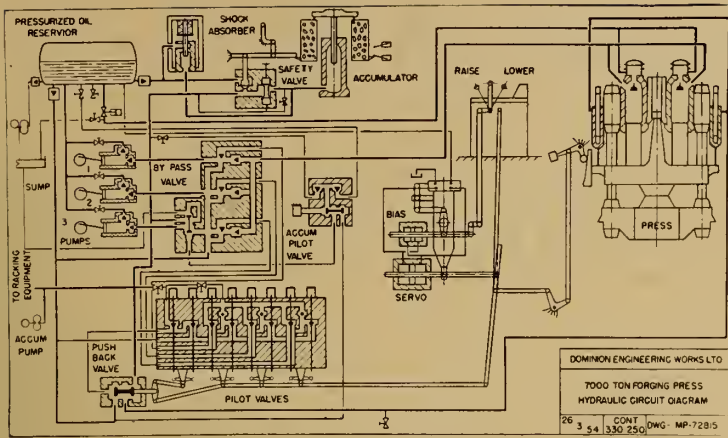 PRESSURIZED OIL
RESERVIOR
SHOCK
ABSORBER
SAFETY
VALVE
ACCUMULATOR
RAISE LOWER
BY PASS
VALVE
1
2
3
SUMP
PUMPS
ACCUM
PILOT
VALVE
BIAS
SERVO
PRESS
TO RACKING
EQUIPMENT
ACCUM
PUMP
PUSH
BACK
VALVE
PILOT VALVES
DOMINION ENGINEERING WORKS LTD
7000 TON FORGING PRESS
HYDRAULIC CIRCUIT DIAGRAM
26 3 54
CONT
330 250
DWG- MP-72815